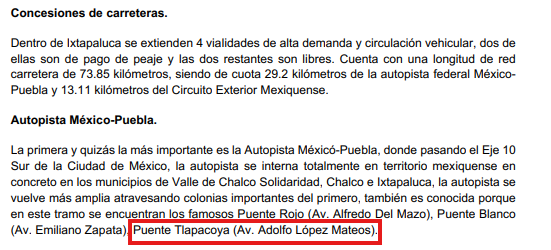 Concesiones de carreteras.
Dentro de Ixtapaluca se extienden 4 vialidades de alta demanda y circulación vehicular, dos de
ellas son de pago de peaje y las dos restantes son libres. Cuenta con una longitud de red
carretera de 73.85 kilómetros, siendo de cuota 29.2 kilómetros de la autopista federal México-
Puebla y 13.11 kilómetros del Circuito Exterior Mexiquense.
Autopista México-Puebla.
La primera y quizás la más importante es la Autopista Méxicó-Puebla, donde pasando el Eje 10
Sur de la Ciudad de México, la autopista se interna totalmente en territorio mexiquense en
concreto en los municipios de Valle de Chalco Solidaridad, Chalco e Ixtapaluca, la autopista se
vuelve más amplia atravesando colonias importantes del primero, también es conocida porque
en este tramo se encuentran los famosos Puente Rojo (Av. Alfredo Del Mazo), Puente Blanco
(Av. Emiliano Zapata), Puente Tlapacoya (Av. Adolfo López Mateos).